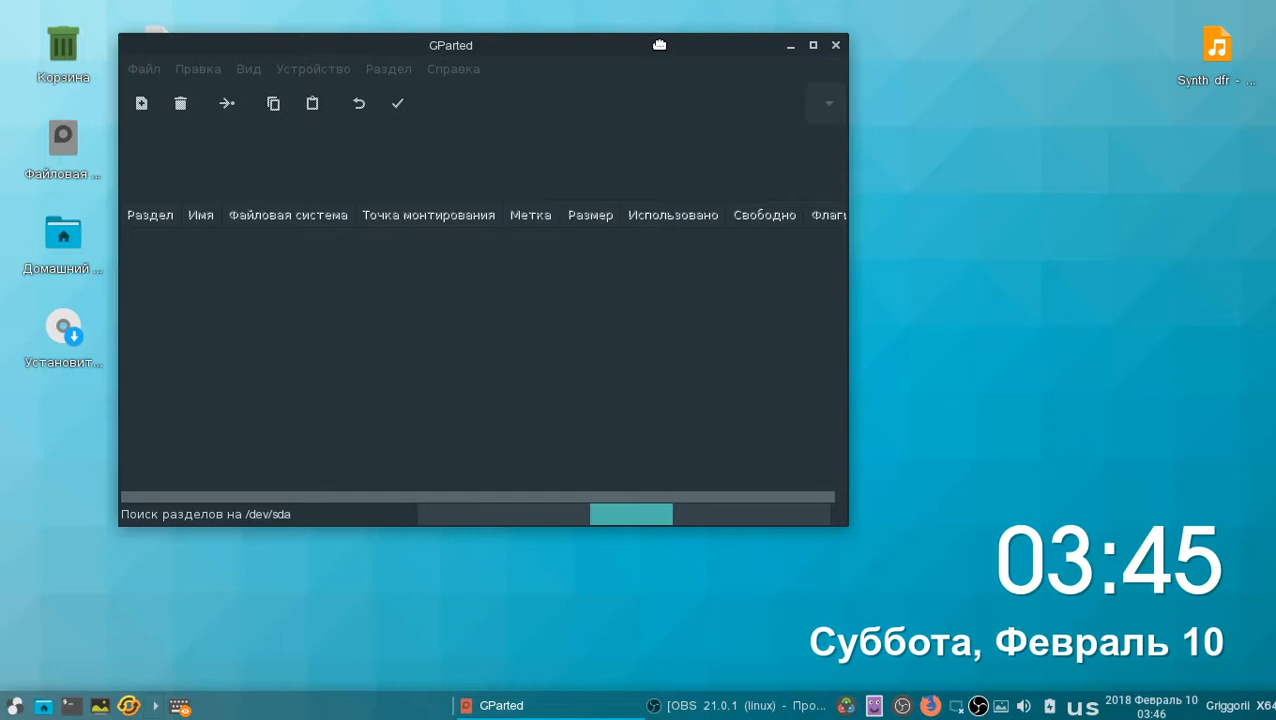 Корзина
Файловая ...
Домашний ...
Установит...
GParted
Файл Правка Вид Устройство Раздел Справка
Раздел Имя Файловая система Точка монтирования Метка Размер Использовано Свободно Флаги
Поиск разделов на /dev/sda
Synth dfr - ...
03:45
Суббота, Февраль 10
GParted
[OBS 21.0.1 (linux) - Про...
us
2018 Февраль 10
03:46
Griggorii X64